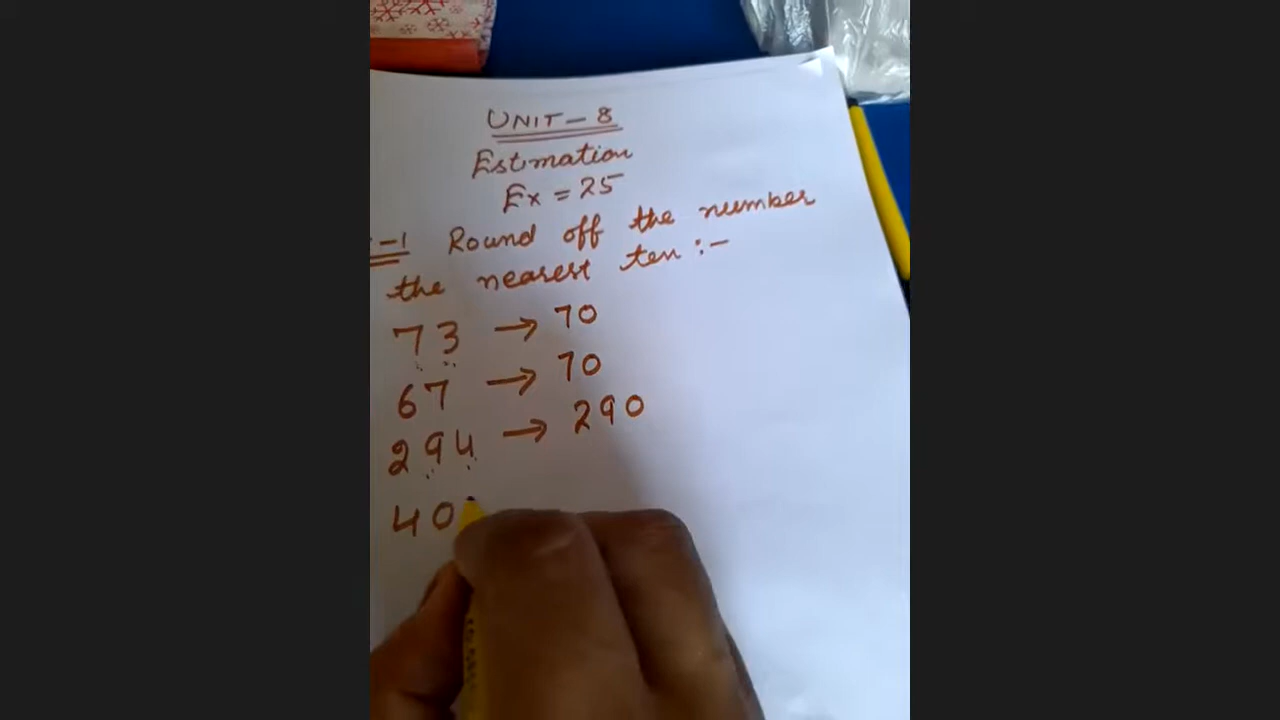 UNIT - 8
Estimation
Ex = 25
-1 Round off the number
the nearest ten :-
73 → 70
67 → 70
294 → 290
40